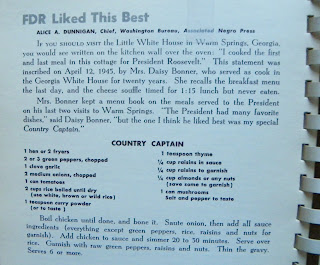 FDR Liked This Best
ALICE A. DUNNIGAN, Chief, Washington Bureau, Associated Negro Press
IF YOU SHOULD VISIT the Little White House in Warm Springs, Georgia,
you would see written on the kitchen wall over the oven: "I cooked the first
and last meal in this cottage for President Roosevelt." This statement was
inscribed on April 12, 1945, by Mrs. Daisy Bonner, who served as cook in
the Georgia White House for twenty years. She recalls the breakfast menu
the last day, and the cheese souffle timed for 1:15 lunch but never eaten.
Mrs. Bonner kept a menu book on the meals served to the President
on his last two visits to Warm Springs. "The President had many favorite
dishes," said Daisy Bonner, "but the one I think he liked best was my special
Country Captain."
COUNTRY CAPTAIN
1 hen or 2 fryers
2 or 3 green peppers, chopped
1 clove garlic
2 medium onions, chopped
1 can tomatoes
2 cups rice boiled until dry
(use white, brown or wild rice)
1 teaspoon curry powder
(or to taste)
1 teaspoon thyme
1/4 cup raisins in sauce
1/4 cup raisins to garnish
1/4 cup almonds or any nuts
(save some to garnish)
1 can mushrooms
Salt and pepper to taste
Boil chicken until done, and bone it. Saute onion, then add all sauce
ingredients (everything except green peppers, rice, raisins and nuts for
garnish). Add chicken to sauce and simmer 20 to 30 minutes. Serve over
rice. Garnish with raw green peppers, raisins and nuts. Thin the gravy.
Serves 6 or more.